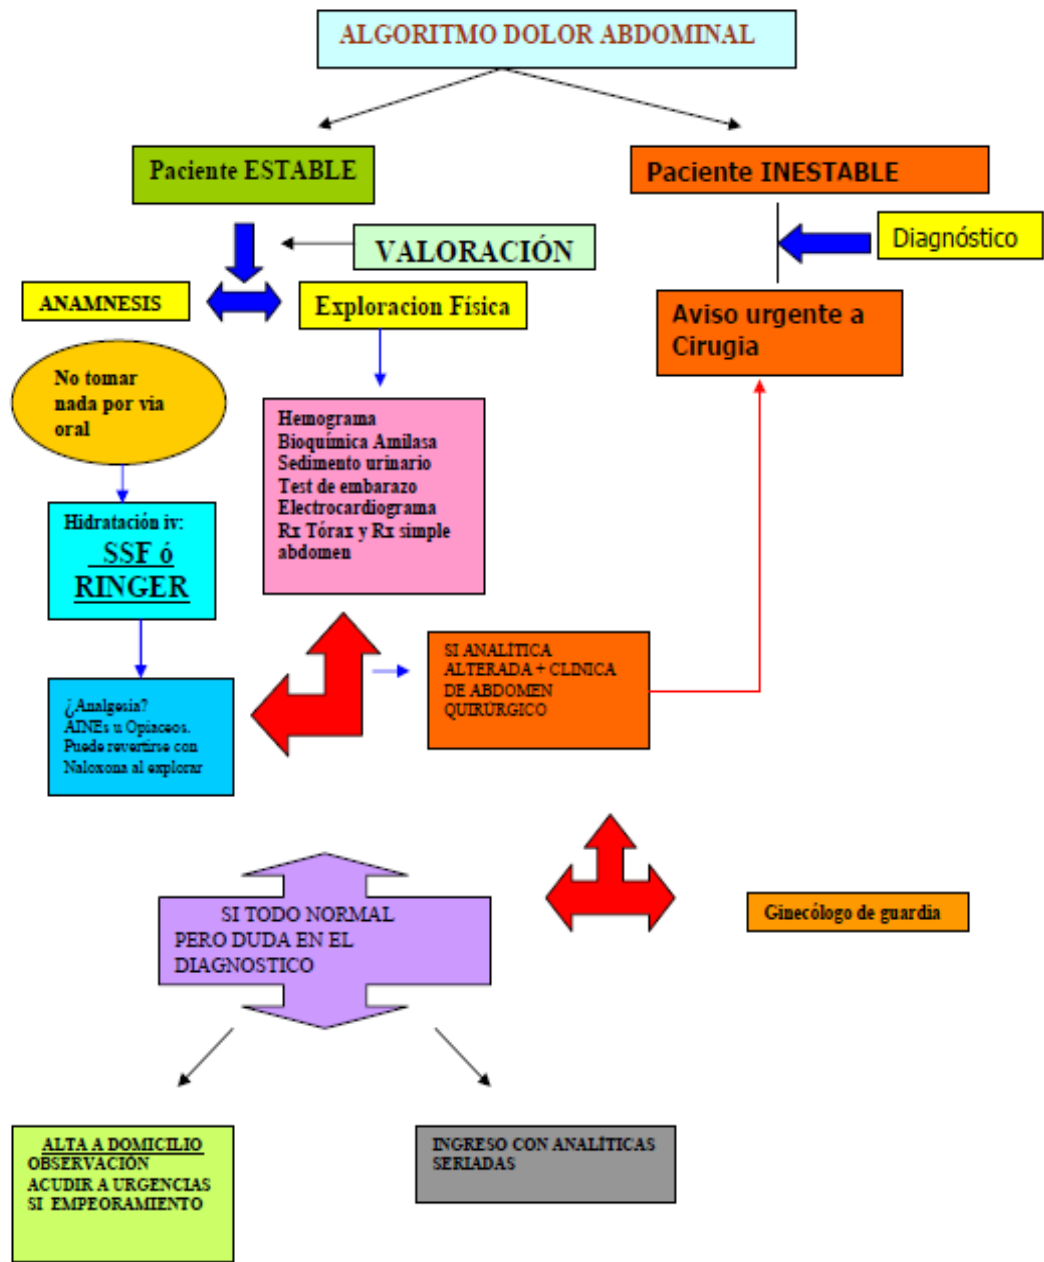 ALGORITMO DOLOR ABDOMINAL
Paciente ESTABLE
Paciente INESTABLE
VALORACIÓN
Diagnóstico
ANAMNESIS
Exploracion Física
Aviso urgente a
Cirugia
No tomar
nada por via
oral
Hemograma
Bioquímica Amilasa
Sedimento urinario
Test de embarazo
Electrocardiograma
Rx Tórax y Rx simple
abdomen
Hidratación iv:
SSF ó
RINGER
SI ANALÍTICA
ALTERADA + CLINICA
DE ABDOMEN
QUIRÚRGICO
¿Analgesia?
AINEs u Opiaceos.
Puede revertirse con
Naloxona al explorar
SI TODO NORMAL
PERO DUDA EN EL
DIAGNOSTICO
Ginecólogo de guardia
ALTA A DOMICILIO
OBSERVACIÓN
ACUDIR A URGENCIAS
SI EMPEORAMIENTO
INGRESO CON ANALÍTICAS
SERIADAS